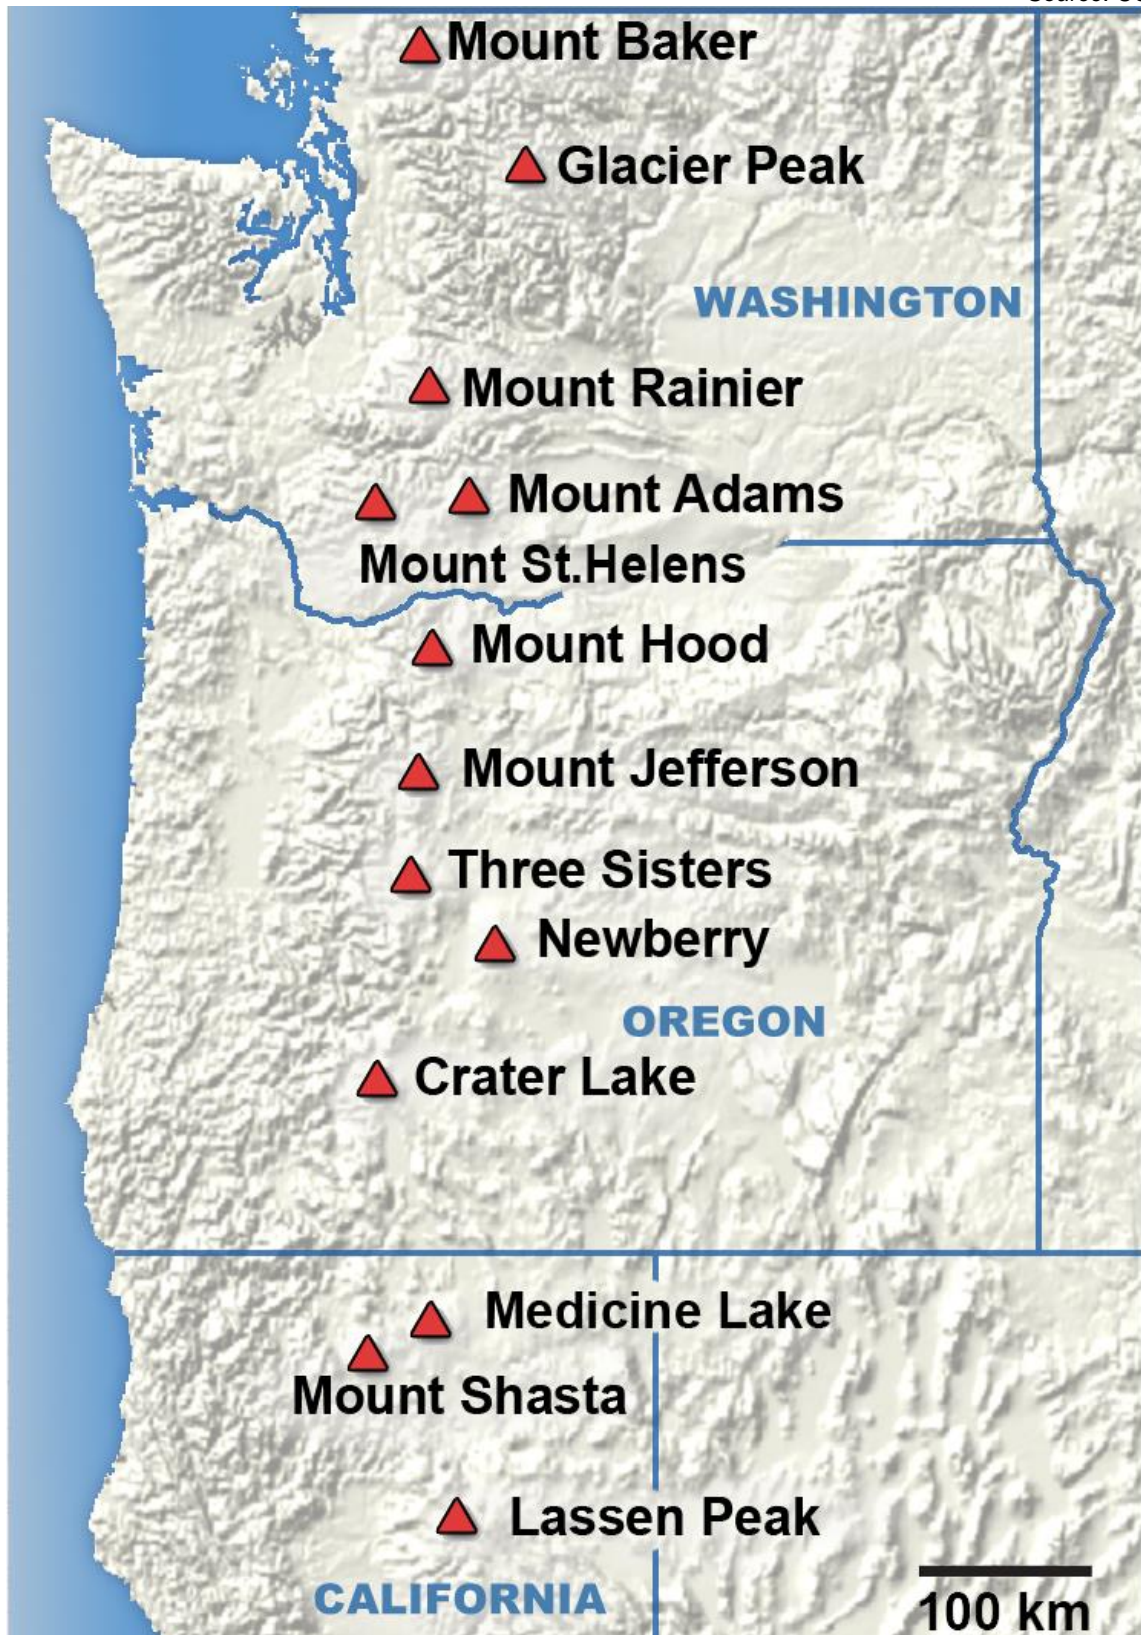 Mount Baker
Glacier Peak
WASHINGTON
Mount Rainier
Mount Adams
Mount St.Helens
Mount Hood
Mount Jefferson
Three Sisters
Newberry
OREGON
Crater Lake
Medicine Lake
Mount Shasta
Lassen Peak
CALIFORNIA
100 km